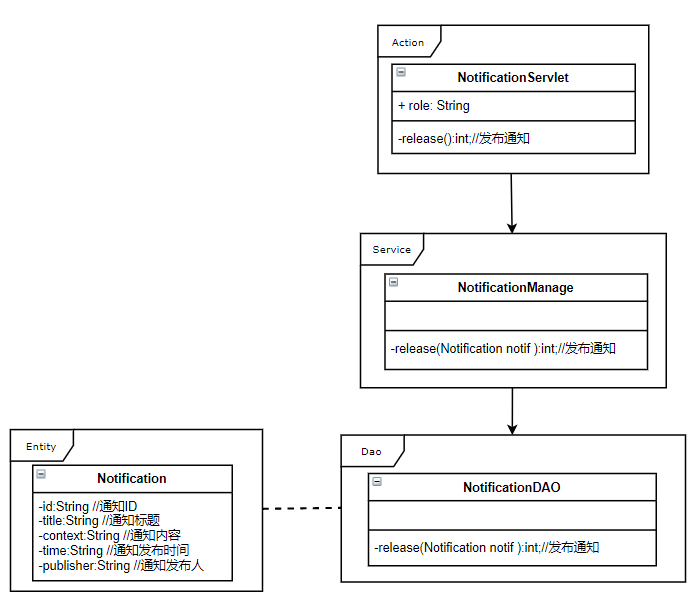 Action
NotificationServlet
+ role: String
-release():int;//发布通知
Service
NotificationManage
-release(Notification notif ):int;//发布通知
Entity
Notification
-id:String //通知ID
-title:String //通知标题
-context:String //通知内容
-time:String //通知发布时间
-publisher:String //通知发布人
Dao
NotificationDAO
-release(Notification notif ):int;//发布通知